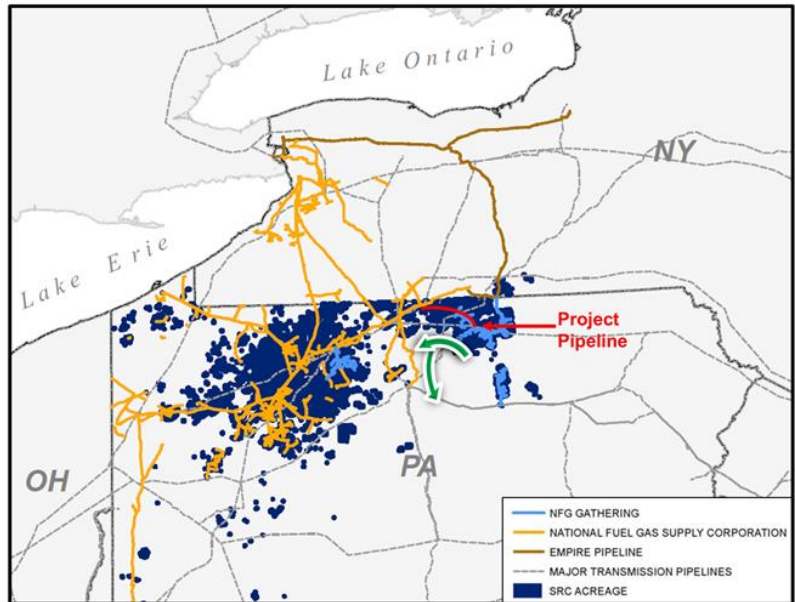 Lake Ontario
NY
Lake Erie
Project
Pipeline
OH
PA
NFG GATHERING
NATIONAL FUEL GAS SUPPLY CORPORATION
EMPIRE PIPELINE
MAJOR TRANSMISSION PIPELINES
SRC ACREAGE